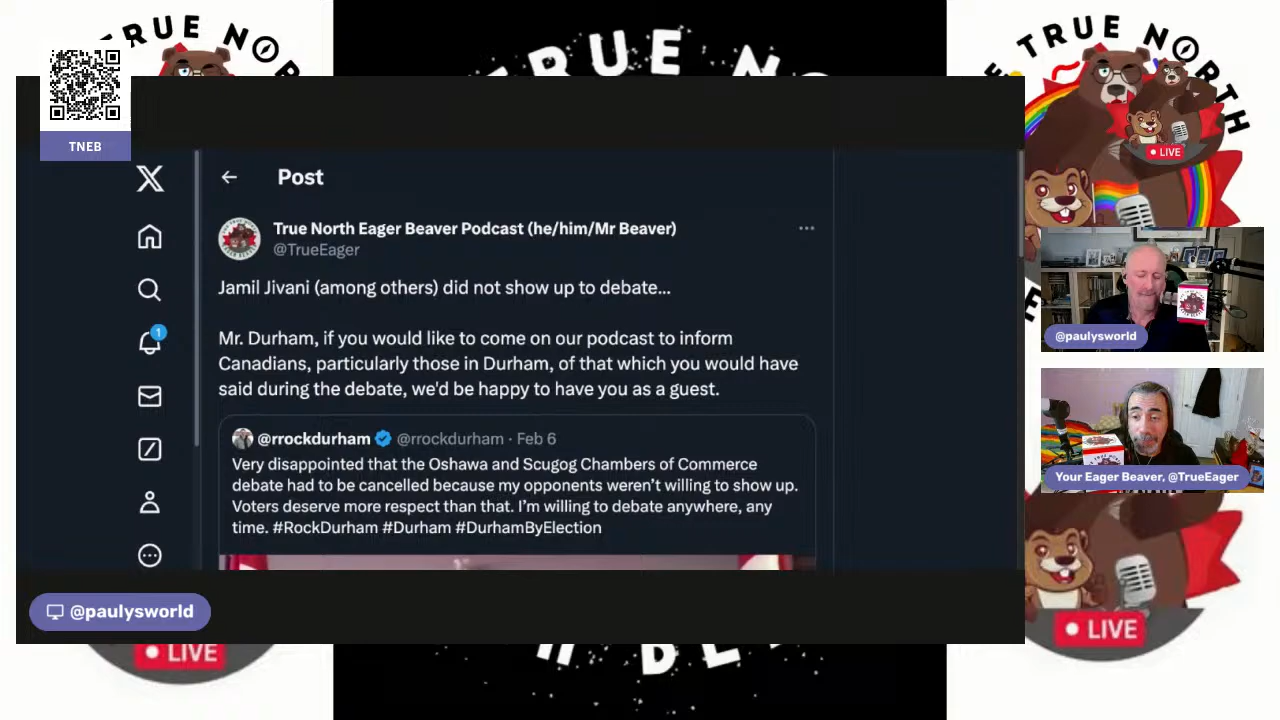 TRUE NOR
TRUE NO
TRUE NORTH
TNEB
LIVE
Post
True North Eager Beaver Podcast (he/him/Mr Beaver)
@TrueEager
Jamil Jivani (among others) did not show up to debate...
Mr. Durham, if you would like to come on our podcast to inform
Canadians, particularly those in Durham, of that which you would have
said during the debate, we'd be happy to have you as a guest.
1
@rrockdurham @rrockdurham · Feb 6
Very disappointed that the Oshawa and Scugog Chambers of Commerce
debate had to be cancelled because my opponents weren't willing to show up.
Voters deserve more respect than that. I'm willing to debate anywhere, any
time. #RockDurham #Durham #DurhamByElection
@paulysworld
@paulysworld
Your Eager Beaver, @TrueEager
LIVE
LIVE